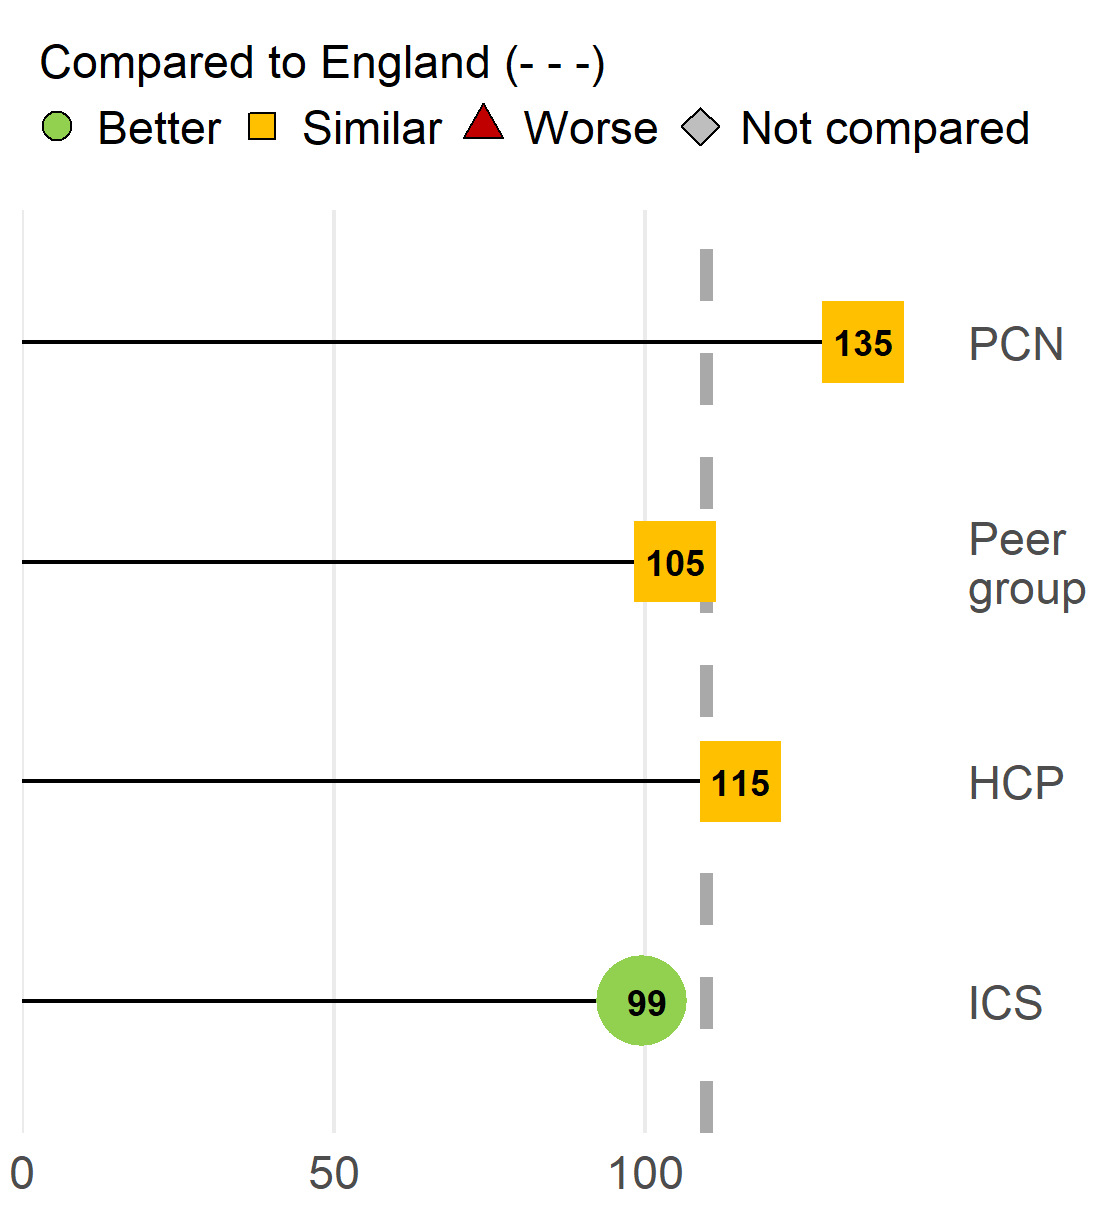 Compared to England (- - -)
Better Similar Worse Not compared
135 PCN
Peer
105
group
115 HCP
99 ICS
0 50 100